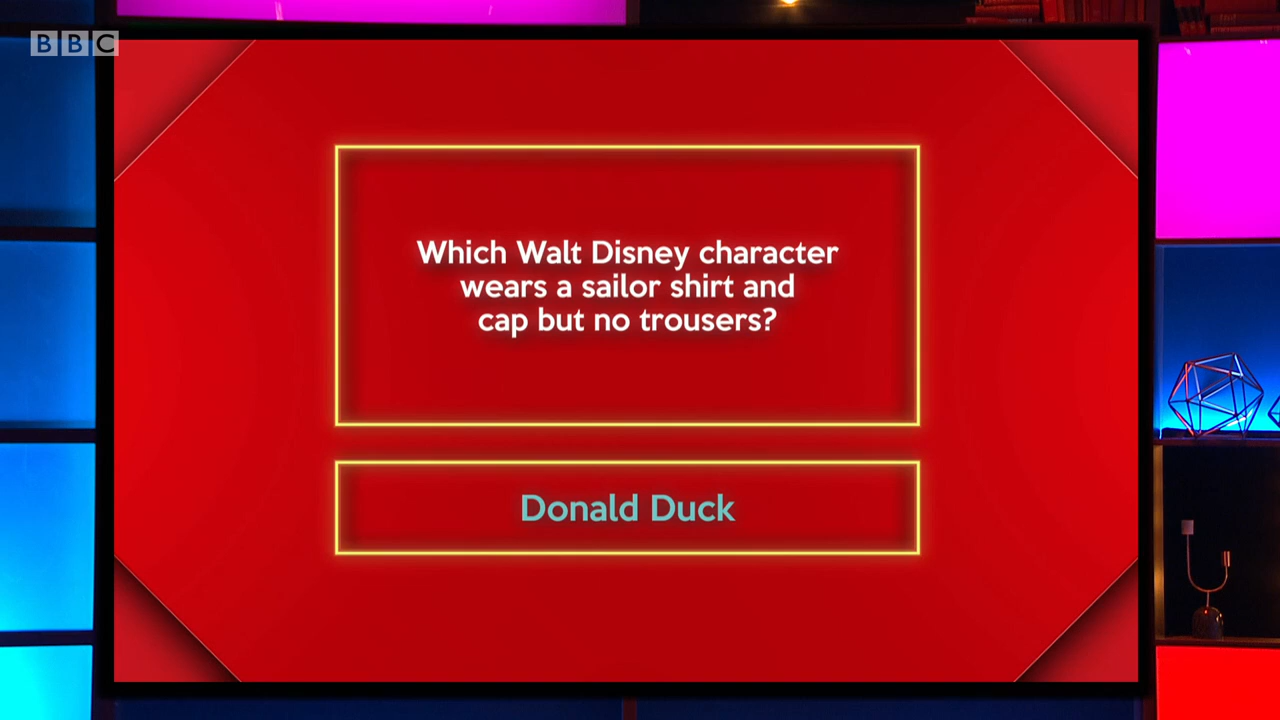 BBC
Which Walt Disney character
wears a sailor shirt and
cap but no trousers?
Donald Duck